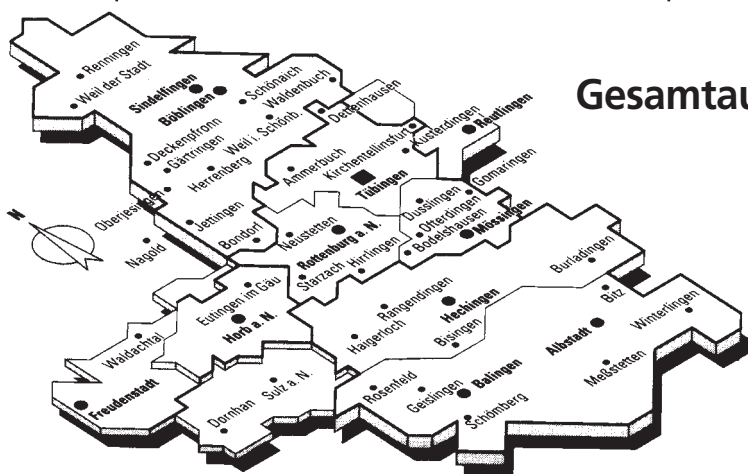 Gesamtau
Renningen
Weil der Stadt
Sindelfingen
Böblingen
Schönaich
Waldenbuch
Dettenhausen
Deckenpfronn
Gärtringen
Weil i. Schönb.
Herrenberg
Ammerbuch
Kirchentellinsfurt
Kusterdingen
Reutlingen
Tübingen
Gomaringen
Dusslingen
Ofterdingen
Bodelshausen
Mössingen
Oberjesingen
Jettingen
Bondorf
Nagold
N
Neustetten
Rottenburg a. N.
Starzach
Hirrlingen
Eutingen im Gäu
Horb a. N.
Waldachtal
Freudenstadt
Dornhan
Sulz a. N.
Haigerloch
Rangendingen
Hechingen
Bisingen
Burladingen
Bitz
Winterlingen
Albstadt
Meßstetten
Rosenfeld
Geislingen
Balingen
Schömberg